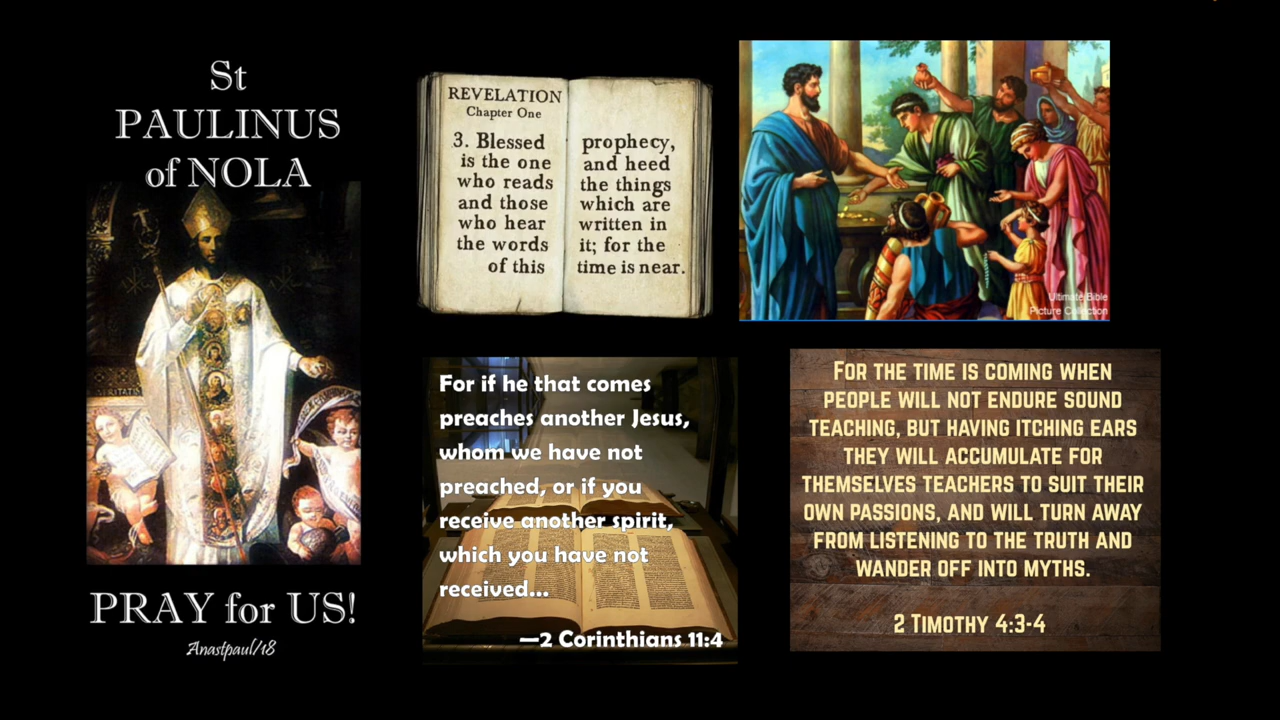 St
PAULINUS
of NOLA
PRAY for US!
Anastpaul/18
REVELATION
Chapter One
3. Blessed
is the one
who reads
and those
who hear
the words
of this
prophecy,
and heed
the things
which are
written in
it; for the
time is near.
Ultimate Bible
Picture Collection
For if he that comes
preaches another Jesus,
whom we have not
preached, or if you
receive another spirit,
which you have not
received...
—2 Corinthians 11:4
FOR THE TIME IS COMING WHEN
PEOPLE WILL NOT ENDURE SOUND
TEACHING, BUT HAVING ITCHING EARS
THEY WILL ACCUMULATE FOR
THEMSELVES TEACHERS TO SUIT THEIR
OWN PASSIONS, AND WILL TURN AWAY
FROM LISTENING TO THE TRUTH AND
WANDER OFF INTO MYTHS.
2 TIMOTHY 4:3-4